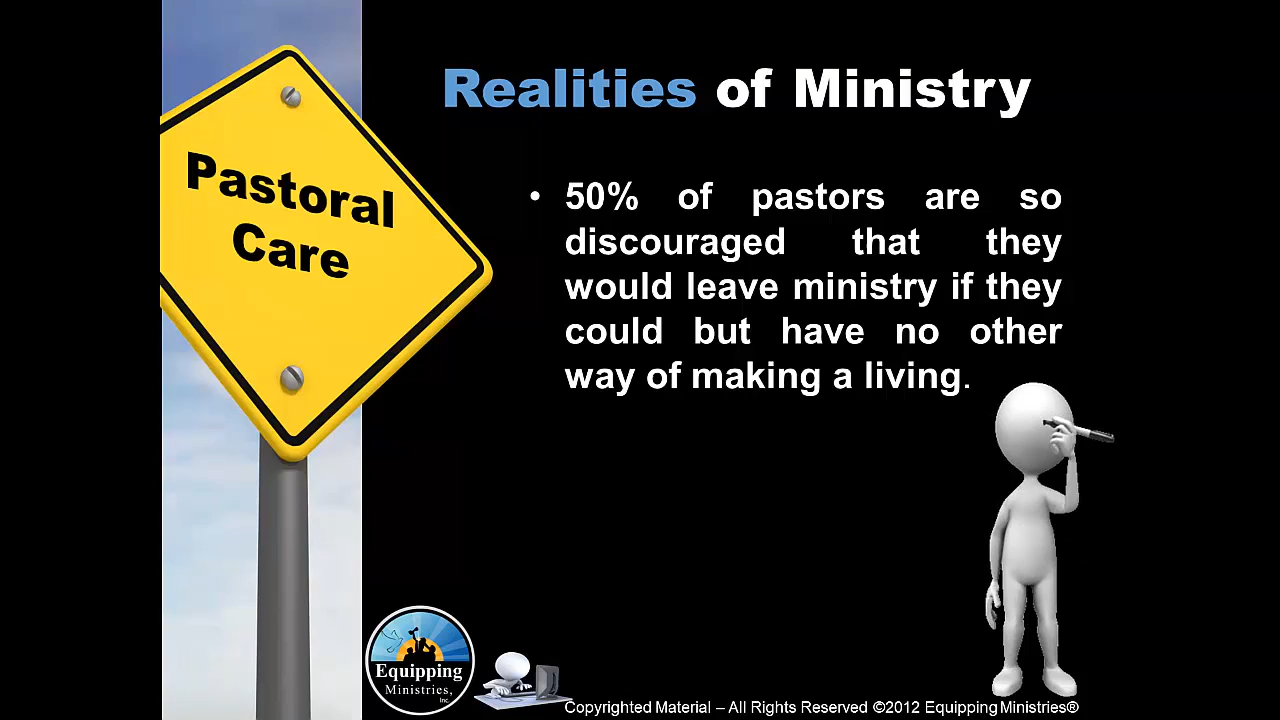 Realities of Ministry
Pastoral
Care
• 50% of pastors are so
discouraged that they
would leave ministry if they
could but have no other
way of making a living.
Equipping
Ministries,
Inc.
Copyrighted Material – All Rights Reserved ©2012 Equipping Ministries®